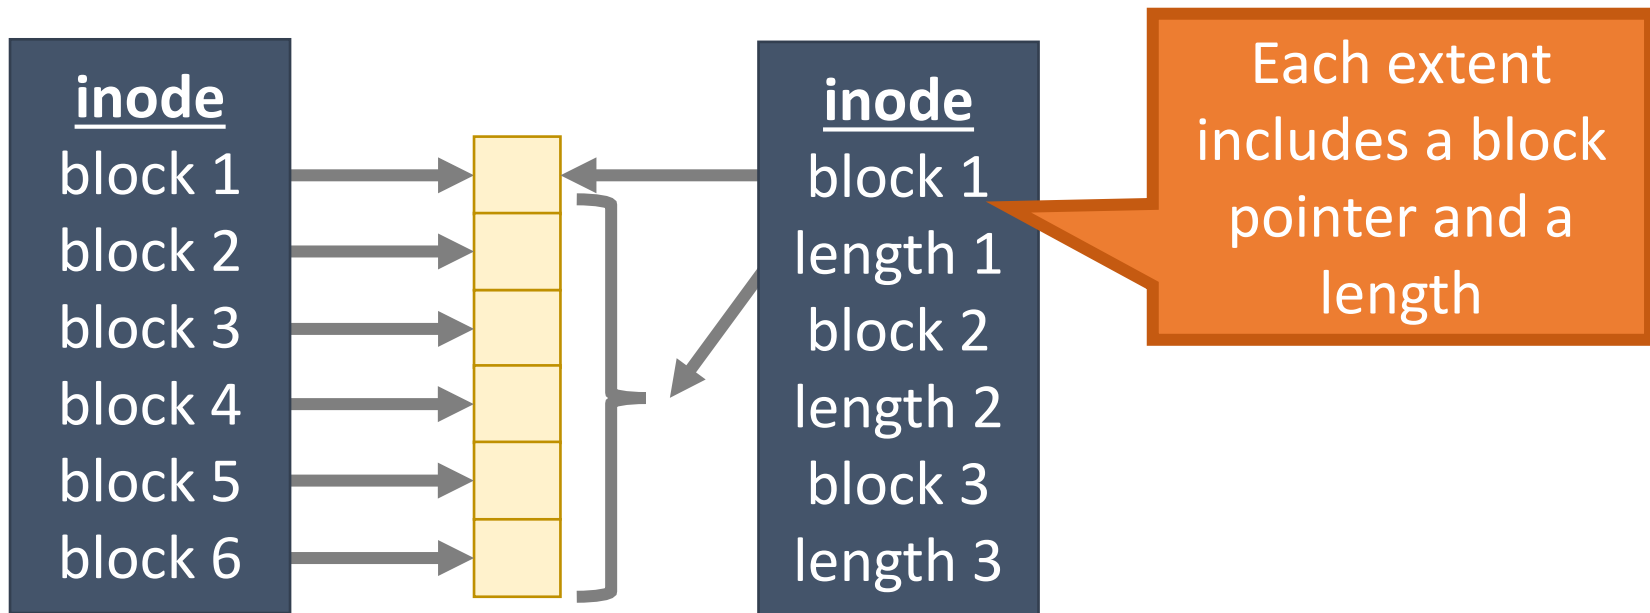 inode
block 1
block 2
block 3
block 4
block 5
block 6
inode
block 1
length 1
block 2
length 2
block 3
length 3
Each extent
includes a block
pointer and a
length